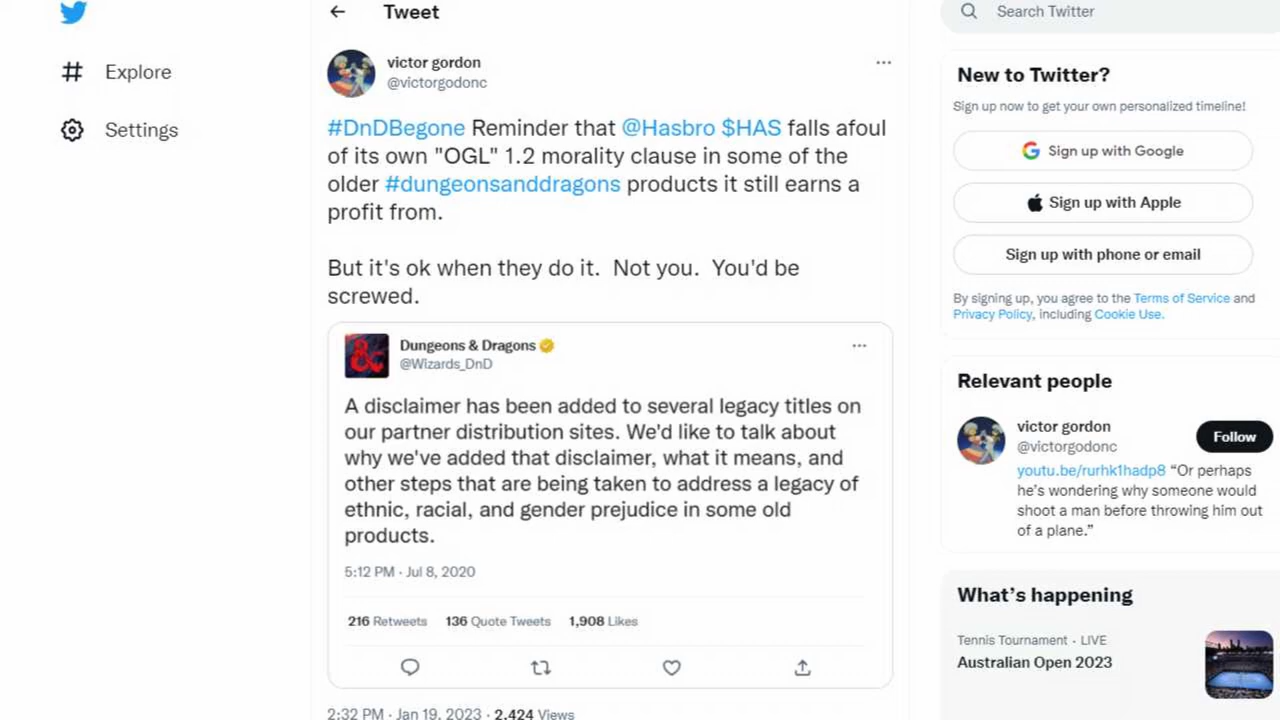 Tweet
Explore
Settings
victor gordon
@victorgodonc
#DnDBegone Reminder that @Hasbro $HAS falls afoul
of its own "OGL" 1.2 morality clause in some of the
older #dungeonsanddragons products it still earns a
profit from.
But it's ok when they do it.  Not you.  You'd be
screwed.
Dungeons & Dragons
@Wizards_DnD
A disclaimer has been added to several legacy titles on
our partner distribution sites. We'd like to talk about
why we've added that disclaimer, what it means, and
other steps that are being taken to address a legacy of
ethnic, racial, and gender prejudice in some old
products.
5:12 PM · Jul 8, 2020
216 Retweets 136 Quote Tweets 1,908 Likes
2:32 PM · Jan 19, 2023 · 2,424 Views
Search Twitter
New to Twitter?
Sign up now to get your own personalized timeline!
Sign up with Google
Sign up with Apple
Sign up with phone or email
By signing up, you agree to the Terms of Service and
Privacy Policy, including Cookie Use.
Relevant people
victor gordon
@victorgodonc
Follow
youtu.be/rurhk1hadp8 “Or perhaps
he’s wondering why someone would
shoot a man before throwing him out
of a plane.”
What’s happening
Tennis Tournament · LIVE
Australian Open 2023